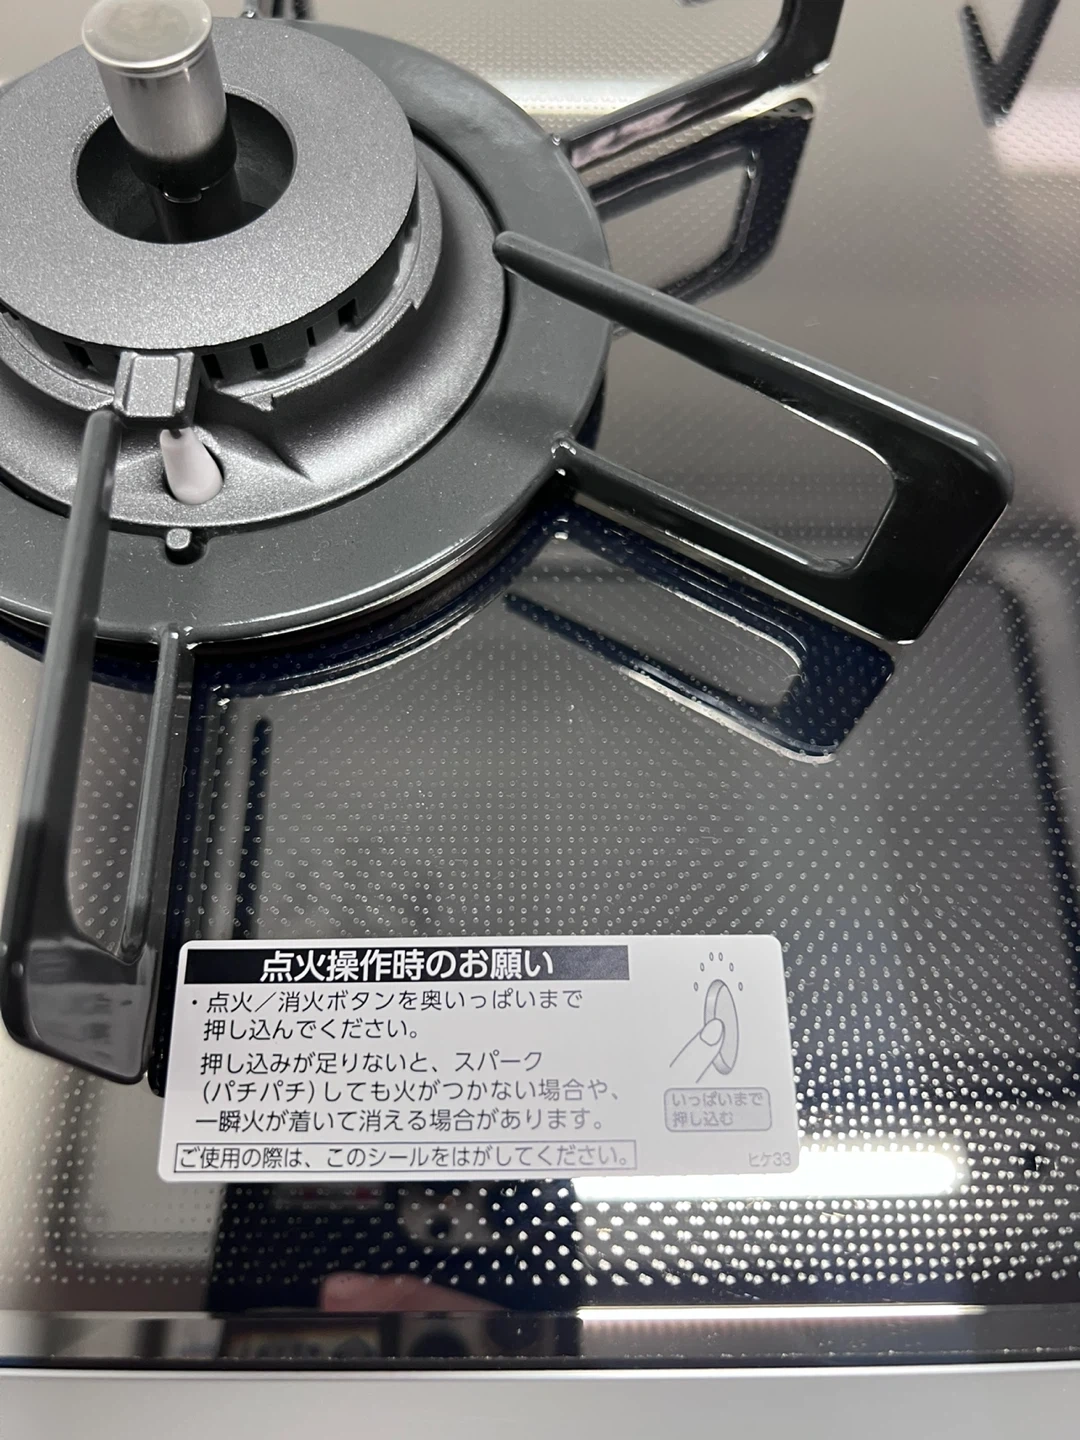 点火操作時のお願い
・点火／消火ボタンを奥いっぱいまで
押し込んでください。
押し込みが足りないと、スパーク
(パチパチ)しても火がつかない場合や、
一瞬火が着いて消える場合があります。
ご使用の際は、このシールをはがしてください。
いっぱいまで
押し込む
ヒケ33